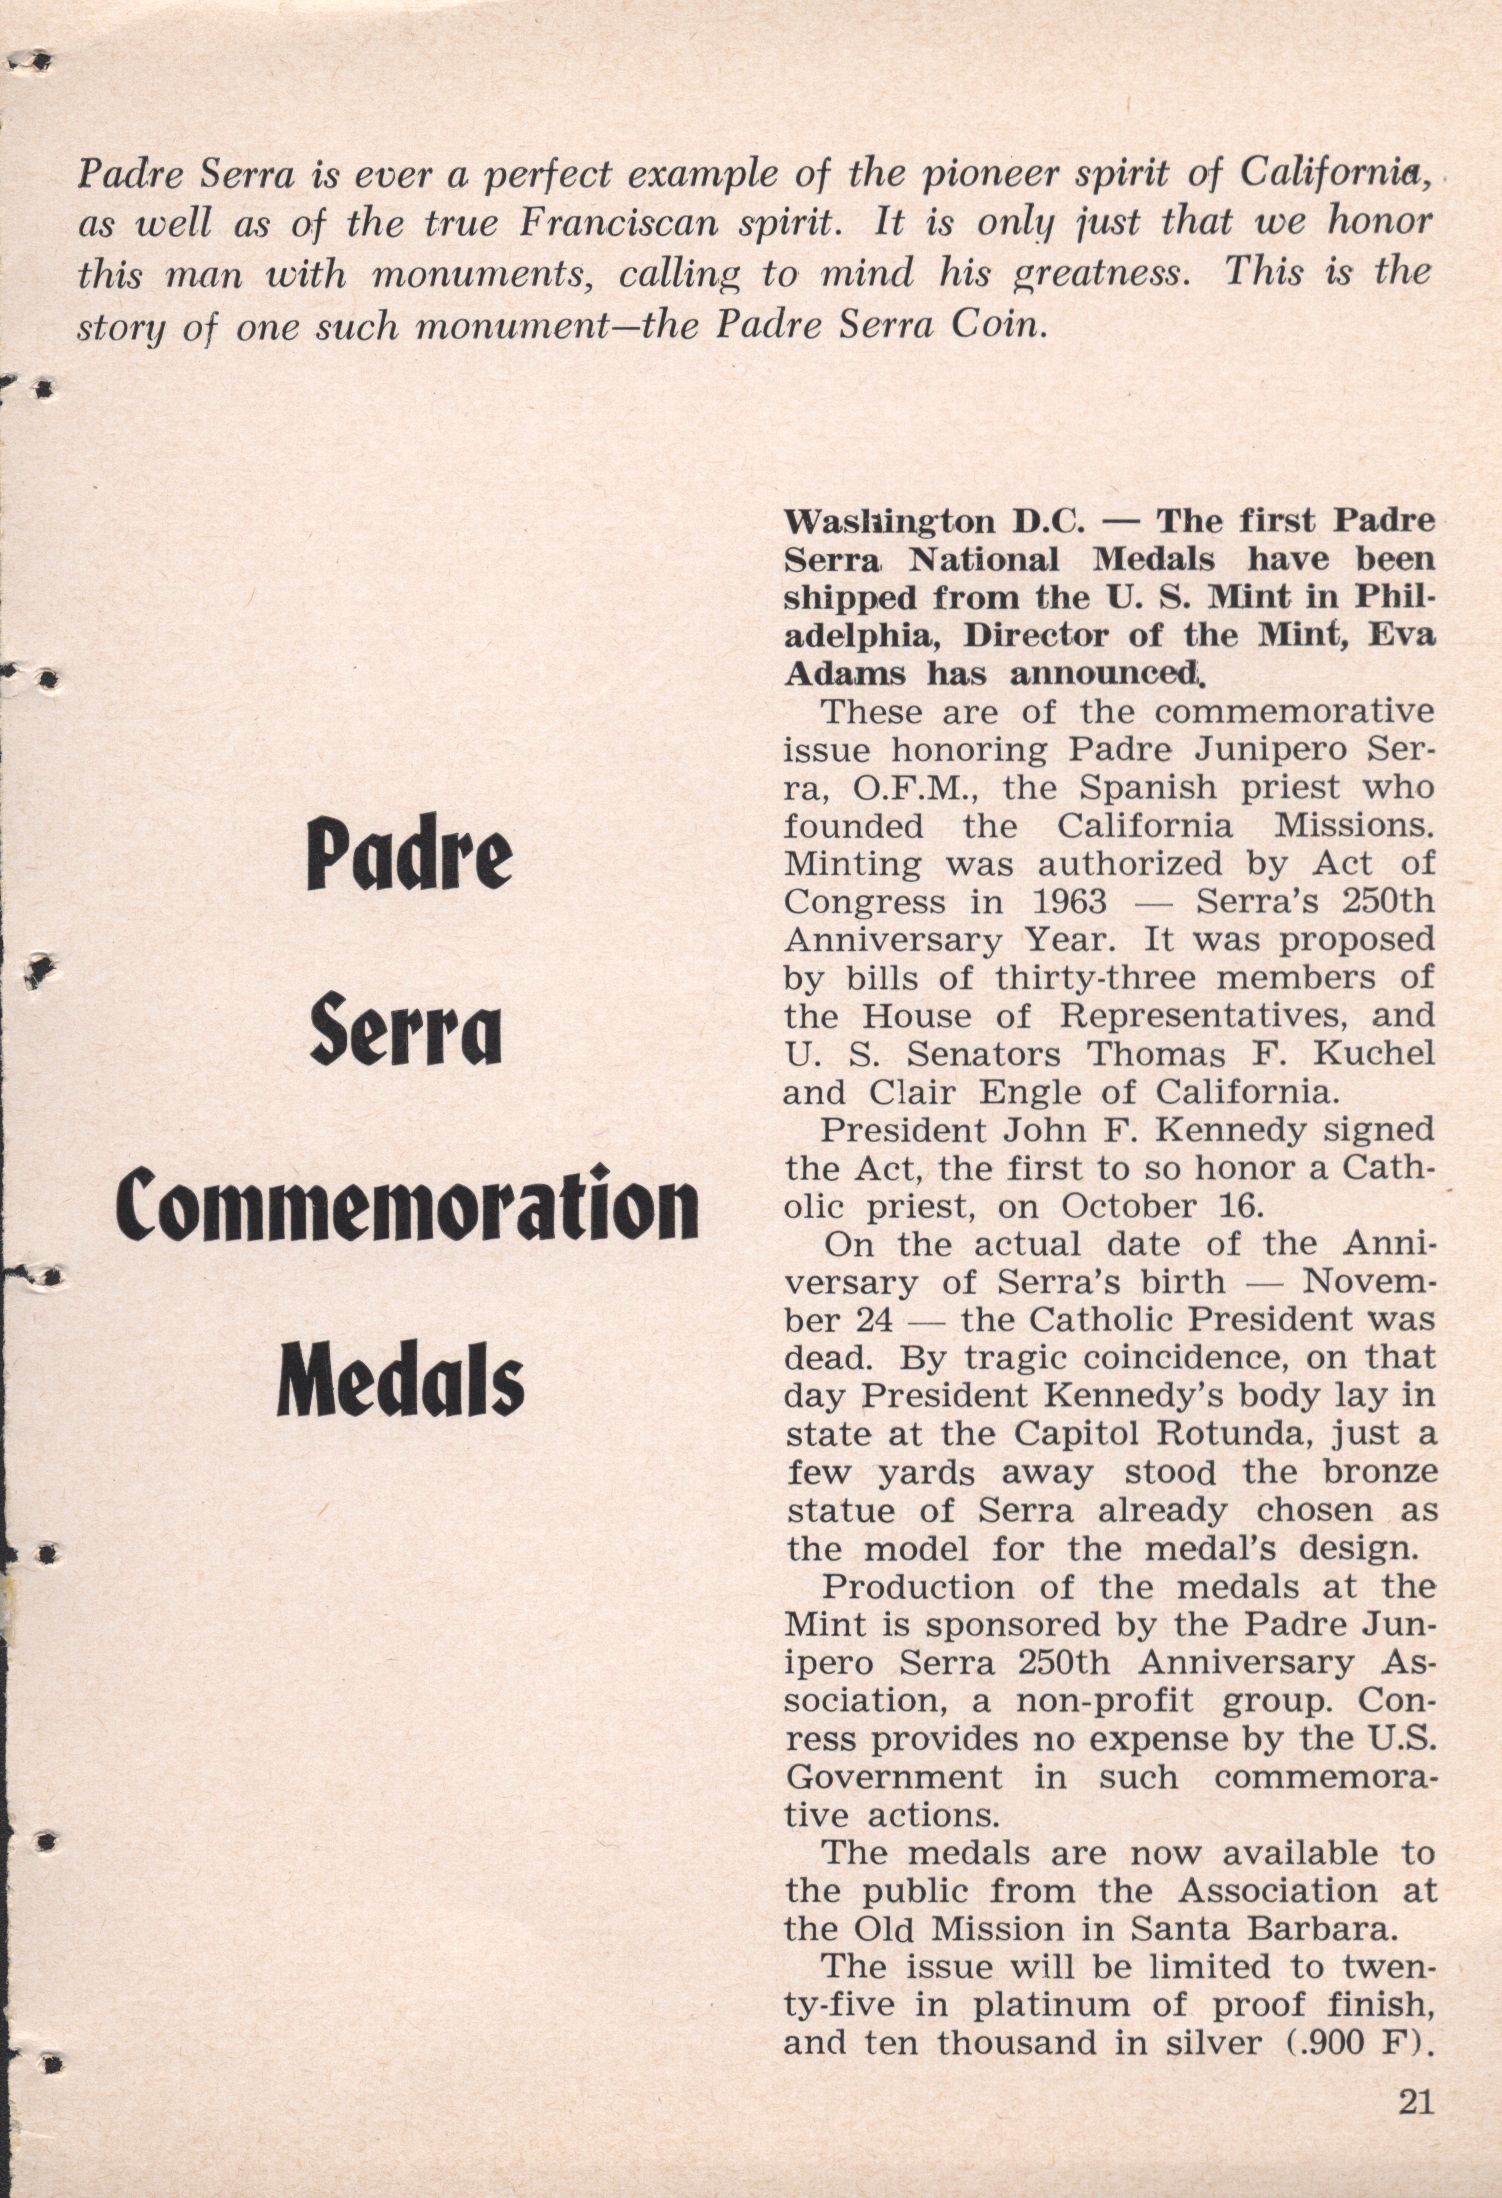 Padre Serra is ever a perfect example of the pioneer spirit of California,
as well as of the true Franciscan spirit. It is only just that we honor
this man with monuments, calling to mind his greatness. This is the
story of one such monument—the Padre Serra Coin.
Padre
Serra
Commemoration
Medals
Washington D.C. — The first Padre
Serra National Medals have been
shipped from the U. S. Mint in Phil-
adelphia, Director of the Mint, Eva
Adams has announced.
These are of the commemorative
issue honoring Padre Junipero Ser-
ra, O.F.M., the Spanish priest who
founded the California Missions.
Minting was authorized by Act of
Congress in 1963 — Serra's 250th
Anniversary Year. It was proposed
by bills of thirty-three members of
the House of Representatives, and
U. S. Senators Thomas F. Kuchel
and Clair Engle of California.
President John F. Kennedy signed
the Act, the first to so honor a Cath-
olic priest, on October 16.
On the actual date of the Anni-
versary of Serra's birth — Novem-
ber 24 — the Catholic President was
dead. By tragic coincidence, on that
day President Kennedy's body lay in
state at the Capitol Rotunda, just a
few yards away stood the bronze
statue of Serra already chosen as
the model for the medal's design.
Production of the medals at the
Mint is sponsored by the Padre Jun-
ipero Serra 250th Anniversary As-
sociation, a non-profit group. Con-
ress provides no expense by the U.S.
Government in such commemora-
tive actions.
The medals are now available to
the public from the Association at
the Old Mission in Santa Barbara.
The issue will be limited to twen-
ty-five in platinum of proof finish,
and ten thousand in silver (.900 F).
21